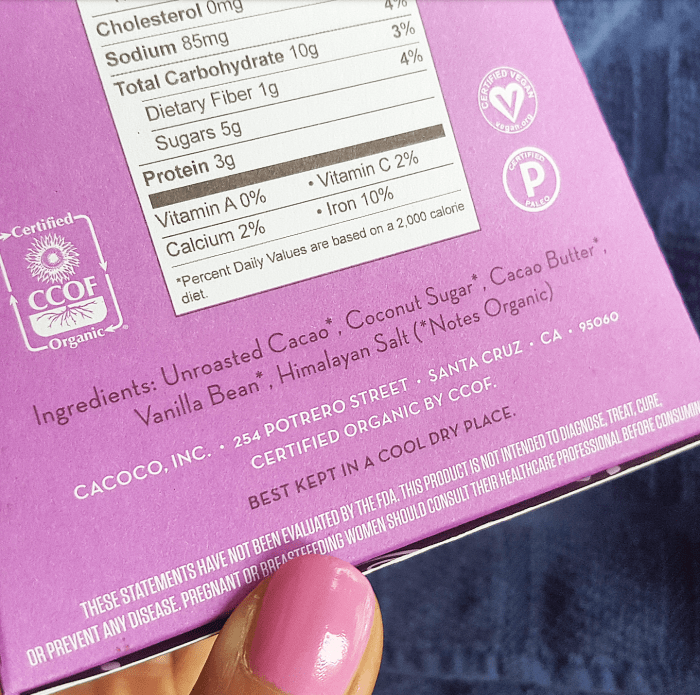 Cholesterol 0mg
Sodium 85mg 4%
Total Carbohydrate 10g 3%
Dietary Fiber 1g 4%
Sugars 5g
Protein 3g
Vitamin A 0% • Vitamin C 2%
Calcium 2% • Iron 10%
*Percent Daily Values are based on a 2,000 calorie
diet.
CERTIFIED VEGAN
vegan.org
CERTIFIED
P
PALEO
Certified
CCOF
Organic
Ingredients: Unroasted Cacao*, Coconut Sugar*, Cacao Butter*,
Vanilla Bean*, Himalayan Salt (*Notes Organic)
CACOCO, INC. • 254 POTRERO STREET • SANTA CRUZ • CA • 95060
CERTIFIED ORGANIC BY CCOF.
BEST KEPT IN A COOL DRY PLACE.
THESE STATEMENTS HAVE NOT BEEN EVALUATED BY THE FDA. THIS PRODUCT IS NOT INTENDED TO DIAGNOSE, TREAT, CURE,
OR PREVENT ANY DISEASE. PREGNANT OR BREASTFEEDING WOMEN SHOULD CONSULT THEIR HEALTHCARE PROFESSIONAL BEFORE CONSUMIN